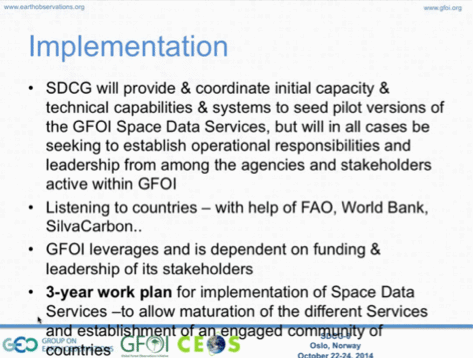 www.earthobservations.org
www.gfoi.org
Implementation
• SDCG will provide & coordinate initial capacity &
technical capabilities & systems to seed pilot versions of
the GFOI Space Data Services, but will in all cases be
seeking to establish operational responsibilities and
leadership from among the agencies and stakeholders
active within GFOI
• Listening to countries – with help of FAO, World Bank,
SilvaCarbon..
• GFOI leverages and is dependent on funding &
leadership of its stakeholders
• 3-year work plan for implementation of Space Data
Services –to allow maturation of the different Services
and establishment of an engaged community of
countries
GEO GROUP ON
GFOI
CEOS
Oslo, Norway
October 22-24, 2014